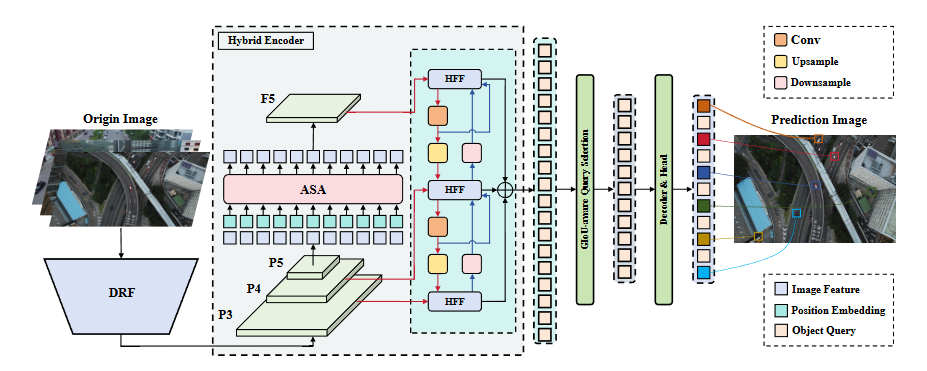 Hybrid Encoder
Origin Image
DRF
F5
ASA
P5
P4
P3
HFF
HFF
HFF
GIoU-aware Query Selection
Decoder & Head
Prediction Image
Conv
Upsample
Downsample
Image Feature
Position Embedding
Object Query